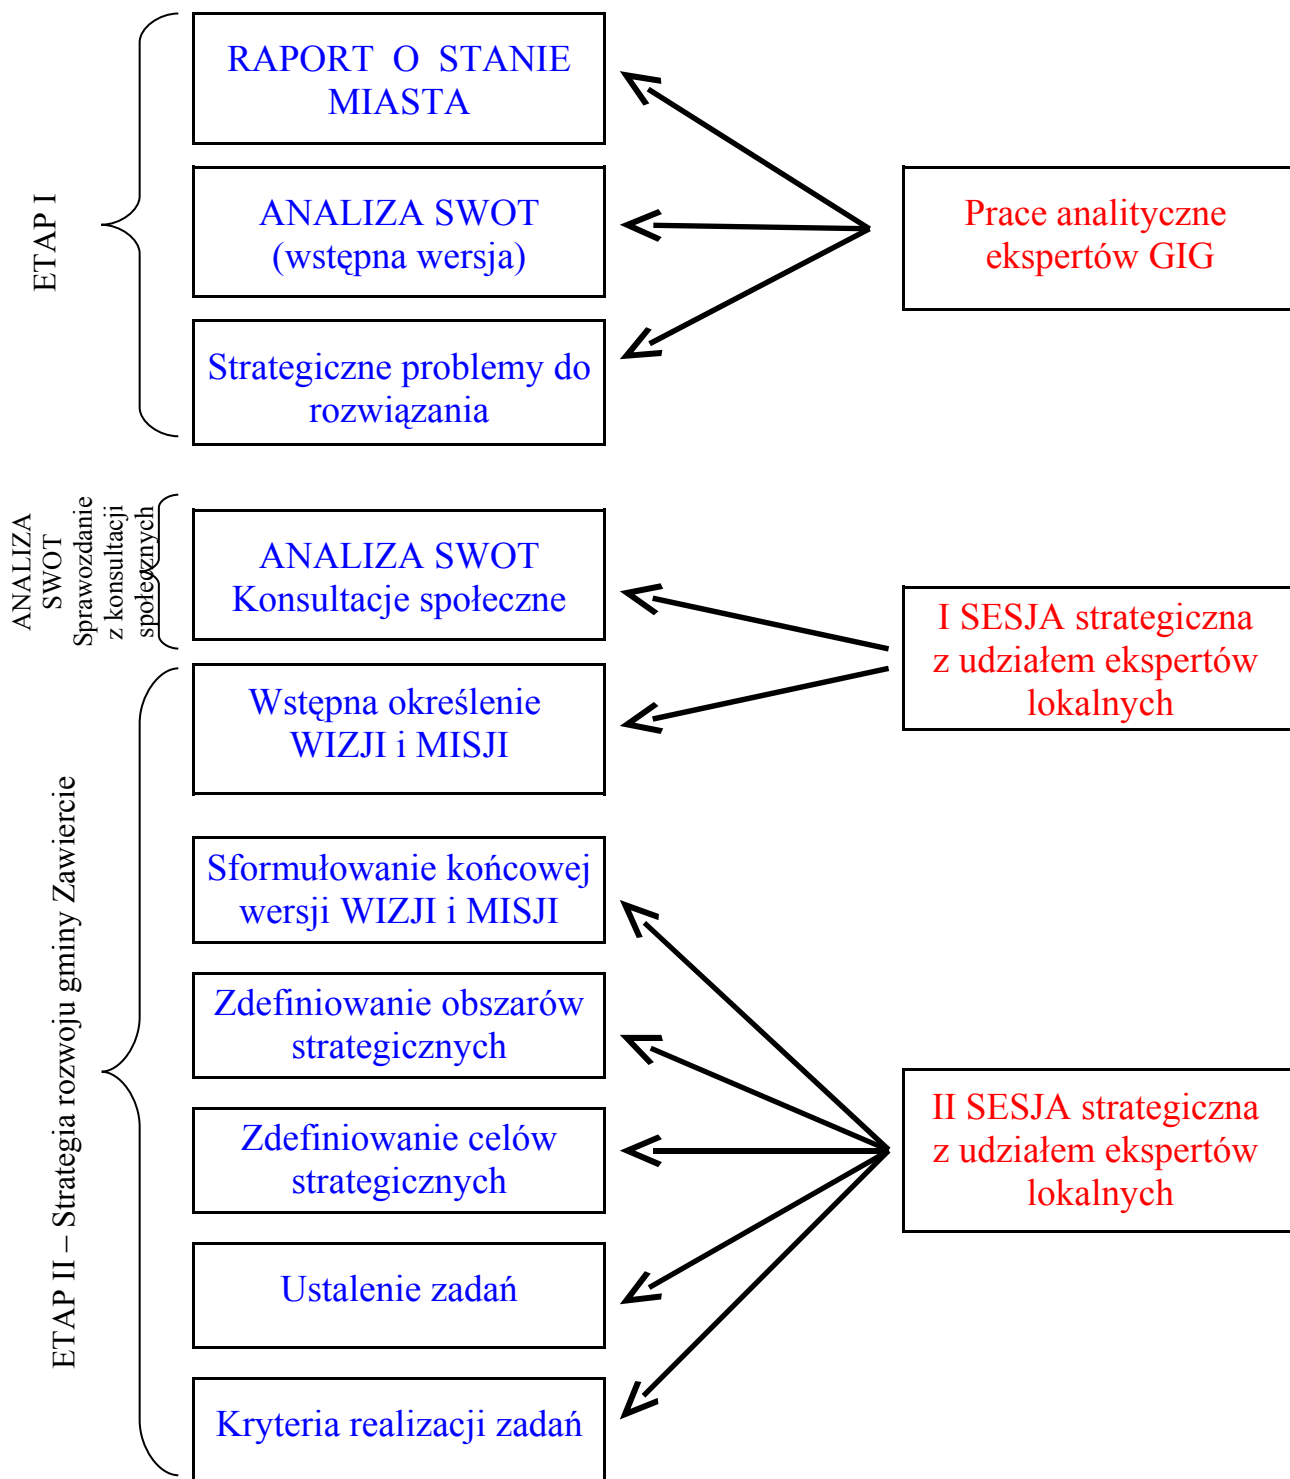 ETAP I
RAPORT O STANIE
MIASTA
ANALIZA SWOT
(wstępna wersja)
Strategiczne problemy do
rozwiązania
Prace analityczne
ekspertów GIG
ANALIZA
SWOT
Sprawozdanie
z konsultacji
społecznych
ANALIZA SWOT
Konsultacje społeczne
I SESJA strategiczna
z udziałem ekspertów
lokalnych
ETAP II – Strategia rozwoju gminy Zawiercie
Wstępna określenie
WIZJI i MISJI
Sformułowanie końcowej
wersji WIZJI i MISJI
Zdefiniowanie obszarów
strategicznych
Zdefiniowanie celów
strategicznych
Ustalenie zadań
Kryteria realizacji zadań
II SESJA strategiczna
z udziałem ekspertów
lokalnych